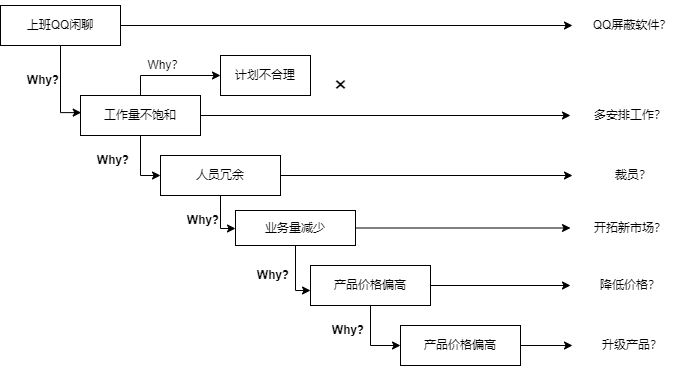 上班QQ闲聊
QQ屏蔽软件?
Why?
Why?
计划不合理
×
工作量不饱和
多安排工作?
Why?
人员冗余
裁员?
Why?
业务量减少
开拓新市场?
Why?
产品价格偏高
降低价格?
Why?
产品价格偏高
升级产品?